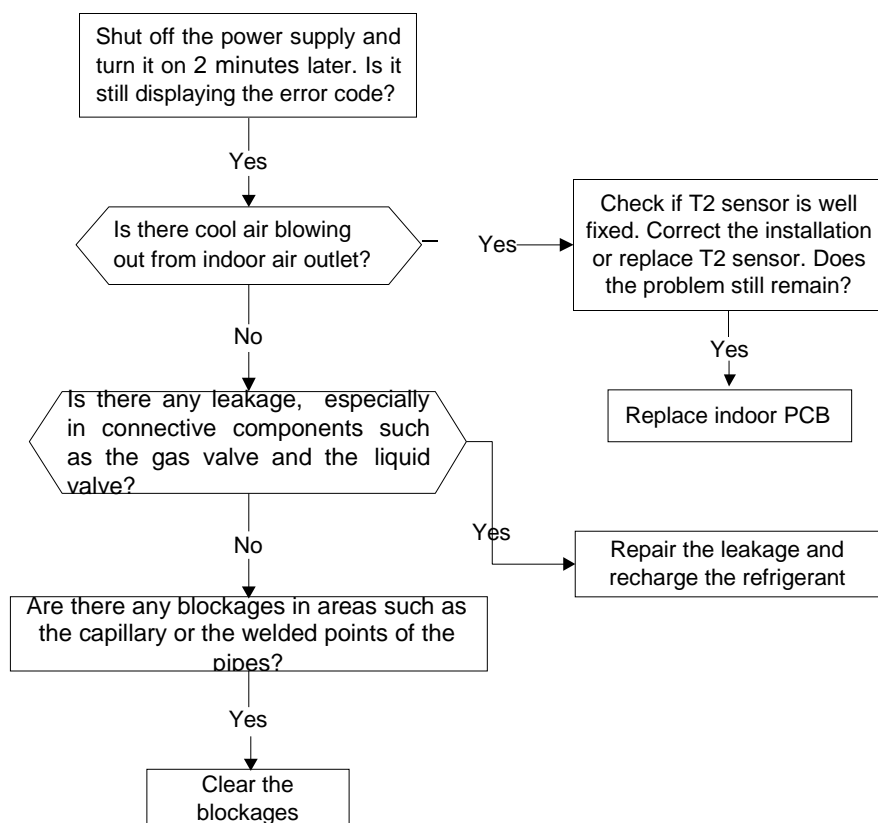 Shut off the power supply and
turn it on 2 minutes later. Is it
still displaying the error code?
Yes
Is there cool air blowing
out from indoor air outlet?
Yes
Check if T2 sensor is well
fixed. Correct the installation
or replace T2 sensor. Does
the problem still remain?
Yes
Replace indoor PCB
No
Is there any leakage, especially
in connective components such
as the gas valve and the liquid
valve?
Yes
Repair the leakage and
recharge the refrigerant
No
Are there any blockages in areas such as
the capillary or the welded points of the
pipes?
Yes
Clear the
blockages